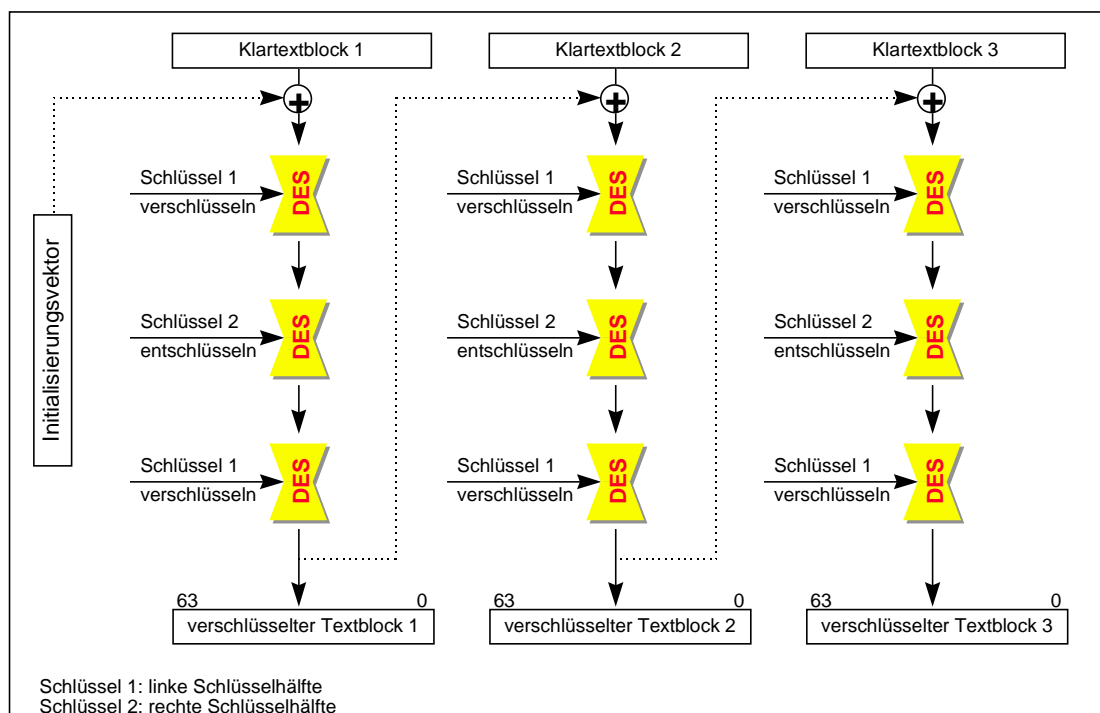 Klartextblock 1
Klartextblock 2
Klartextblock 3
+
+
+
Schlüssel 1
verschlüsseln
DES
Schlüssel 1
verschlüsseln
DES
Schlüssel 1
verschlüsseln
DES
Initialisierungsvektor
Schlüssel 2
entschlüsseln
DES
Schlüssel 2
entschlüsseln
DES
Schlüssel 2
entschlüsseln
DES
Schlüssel 1
verschlüsseln
DES
Schlüssel 1
verschlüsseln
DES
Schlüssel 1
verschlüsseln
DES
63 0
63 0
63 0
verschlüsselter Textblock 1
verschlüsselter Textblock 2
verschlüsselter Textblock 3
Schlüssel 1: linke Schlüsselhälfte
Schlüssel 2: rechte Schlüsselhälfte